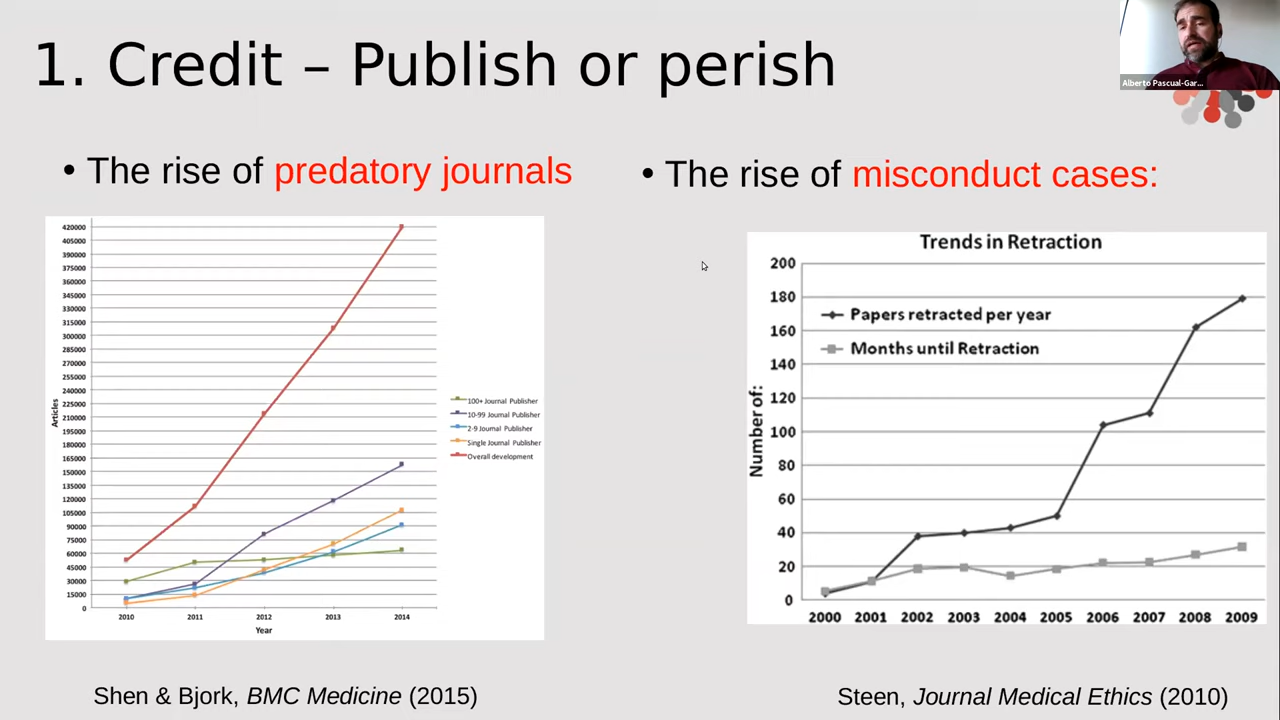 1. Credit – Publish or perish
Alberto Pascual-Gar...
• The rise of predatory journals
• The rise of misconduct cases:
420000
405000
390000
375000
360000
345000
330000
315000
300000
285000
270000
255000
240000
225000
210000
195000
180000
165000
150000
135000
120000
105000
90000
75000
60000
45000
30000
15000
0
Articles
2010 2011 2012 2013 2014
Year
100+ Journal Publisher
10-99 Journal Publisher
2-9 Journal Publisher
Single Journal Publisher
Overall development
Trends in Retraction
200
180
160
140
120
100
80
60
40
20
0
Number of:
Papers retracted per year
Months until Retraction
2000 2001 2002 2003 2004 2005 2006 2007 2008 2009
Shen & Bjork, BMC Medicine (2015)
Steen, Journal Medical Ethics (2010)